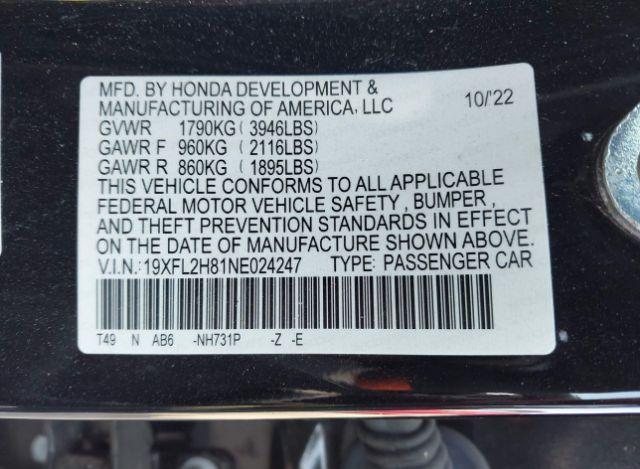 MFD. BY HONDA DEVELOPMENT &
MANUFACTURING OF AMERICA, LLC 10/'22
GVWR 1790KG (3946LBS)
GAWR F 960KG (2116LBS)
GAWR R 860KG (1895LBS)
THIS VEHICLE CONFORMS TO ALL APPLICABLE
FEDERAL MOTOR VEHICLE SAFETY , BUMPER ,
AND THEFT PREVENTION STANDARDS IN EFFECT
ON THE DATE OF MANUFACTURE SHOWN ABOVE.
V.I.N.:19XFL2H81NE024247 TYPE: PASSENGER CAR
T49 N AB6 -NH731P -Z -E